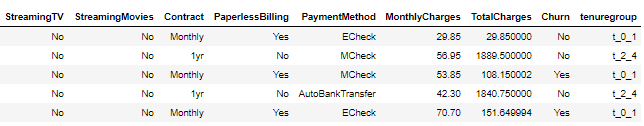 StreamingTV StreamingMovies Contract PaperlessBilling PaymentMethod MonthlyCharges TotalCharges Churn tenuregroup
No No Monthly Yes ECheck 29.85 29.850000 No t_0_1
No No 1yr No MCheck 56.95 1889.500000 No t_2_4
No No Monthly Yes MCheck 53.85 108.150002 Yes t_0_1
No No 1yr No AutoBankTransfer 42.30 1840.750000 No t_2_4
No No Monthly Yes ECheck 70.70 151.649994 Yes t_0_1